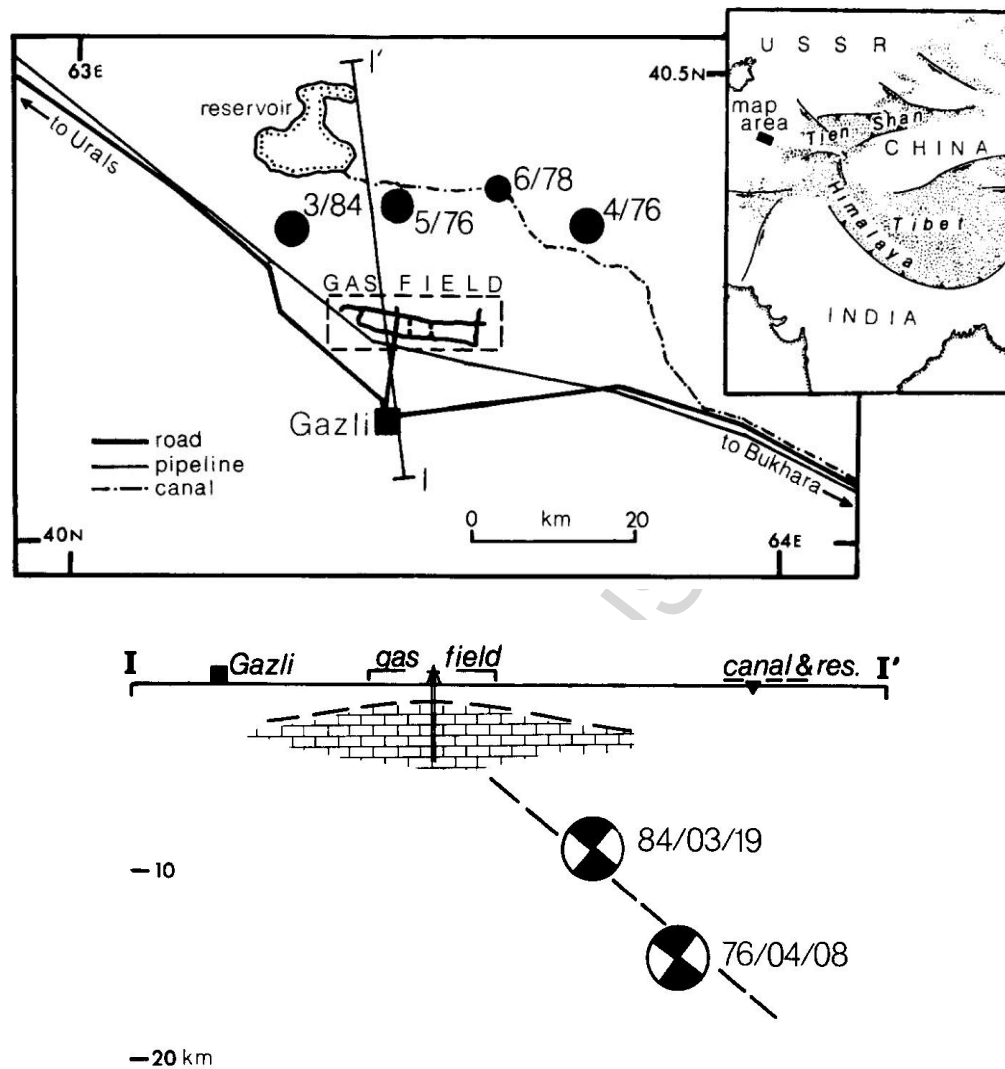 63E
I'
40.5N
reservoir
to Urals
3/84
5/76
6/78
4/76
GAS FIELD
Gazli
road
pipeline
canal
I
0 km 20
to Bukhara
40N
64E
USSR
map
area
Tien Shan
CHINA
Himalaya
Tibet
INDIA
I Gazli gas field canal & res. I'
84/03/19
-10
76/04/08
-20 km